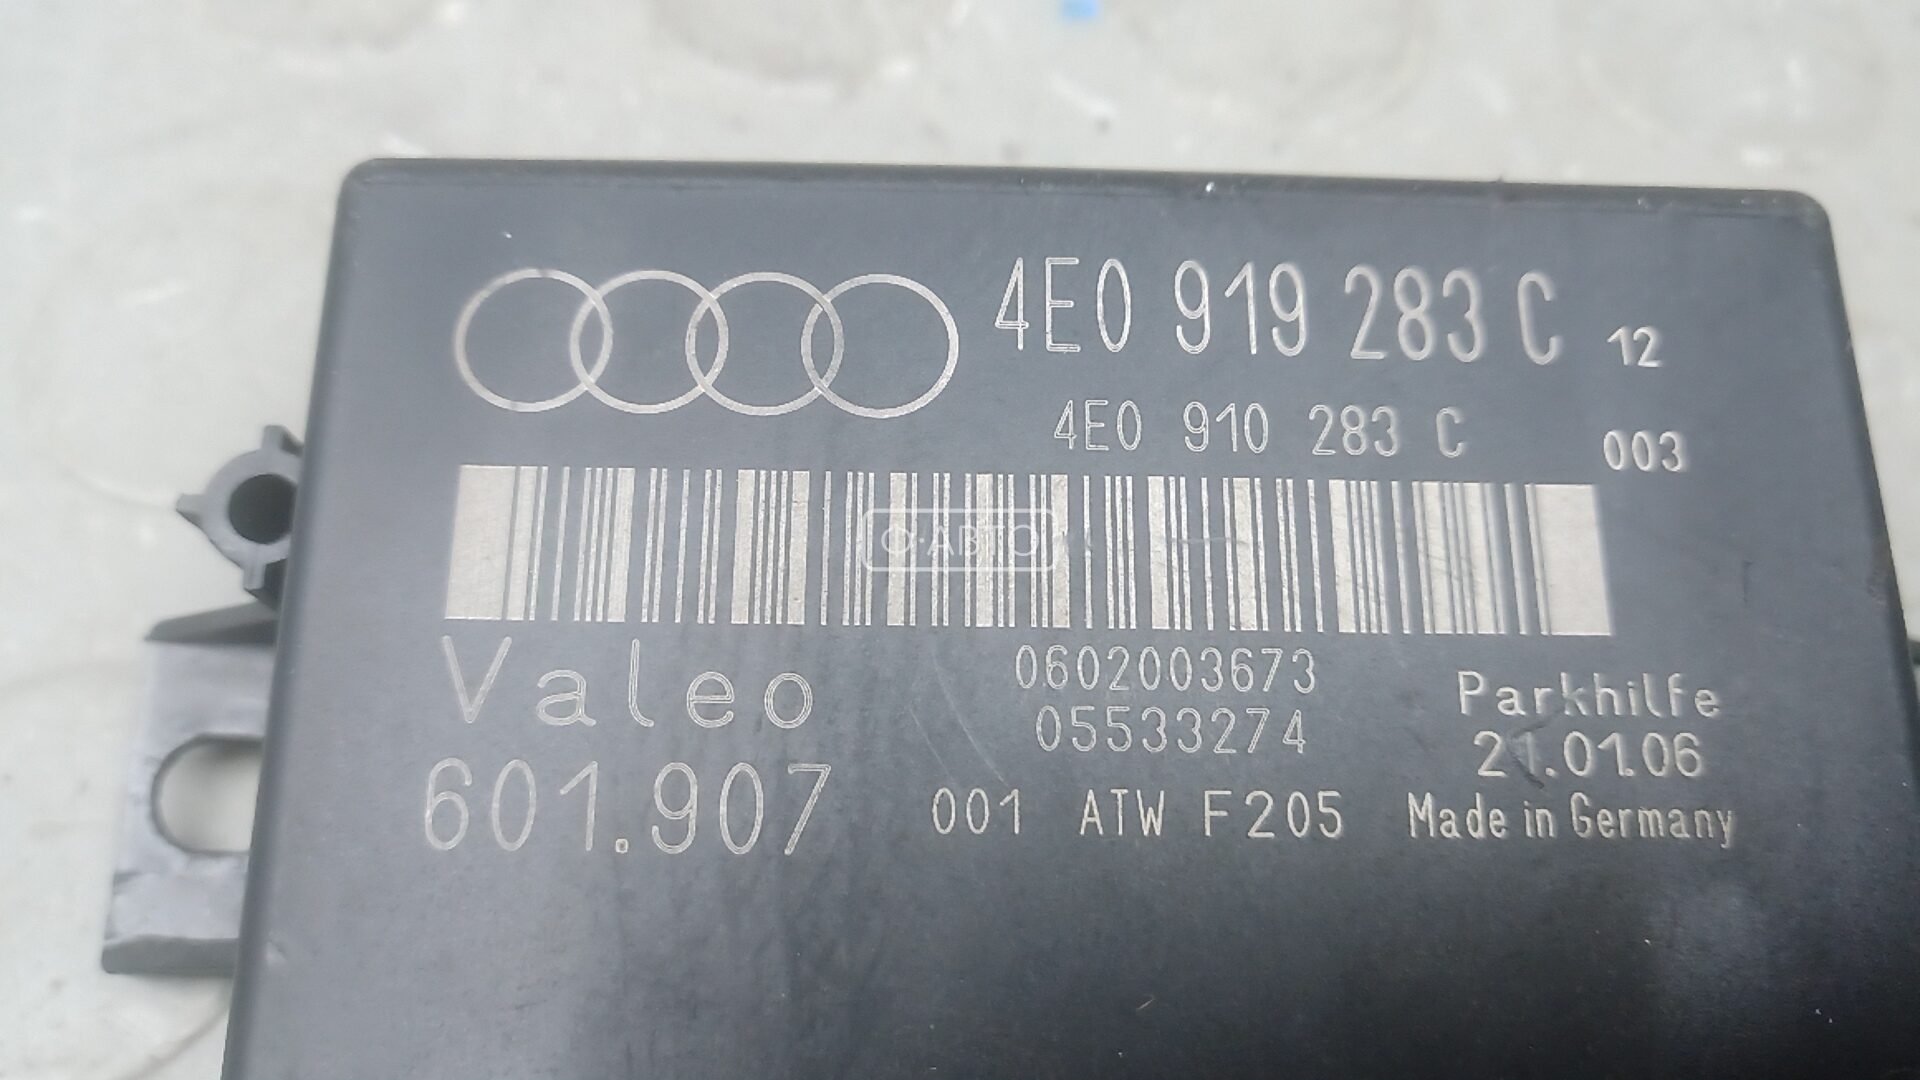 4E0 919 283 C 12
4E0 910 283 C 003
О·АВТО
Valeo 0602003673 Parkhilfe
05533274 21.01.06
601.907 001 ATW F205 Made in Germany